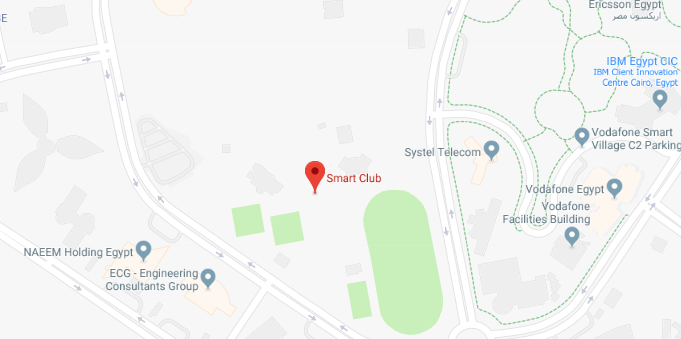 Ericsson Egypt
اريكسون مصر
IBM Egypt CIC
IBM Client Innovation
Centre Cairo, Egypt
Vodafone Smart
Village C2 Parking
Systel Telecom
Smart Club
Vodafone Egypt
Vodafone
Facilities Building
NAEEM Holding Egypt
ECG - Engineering
Consultants Group